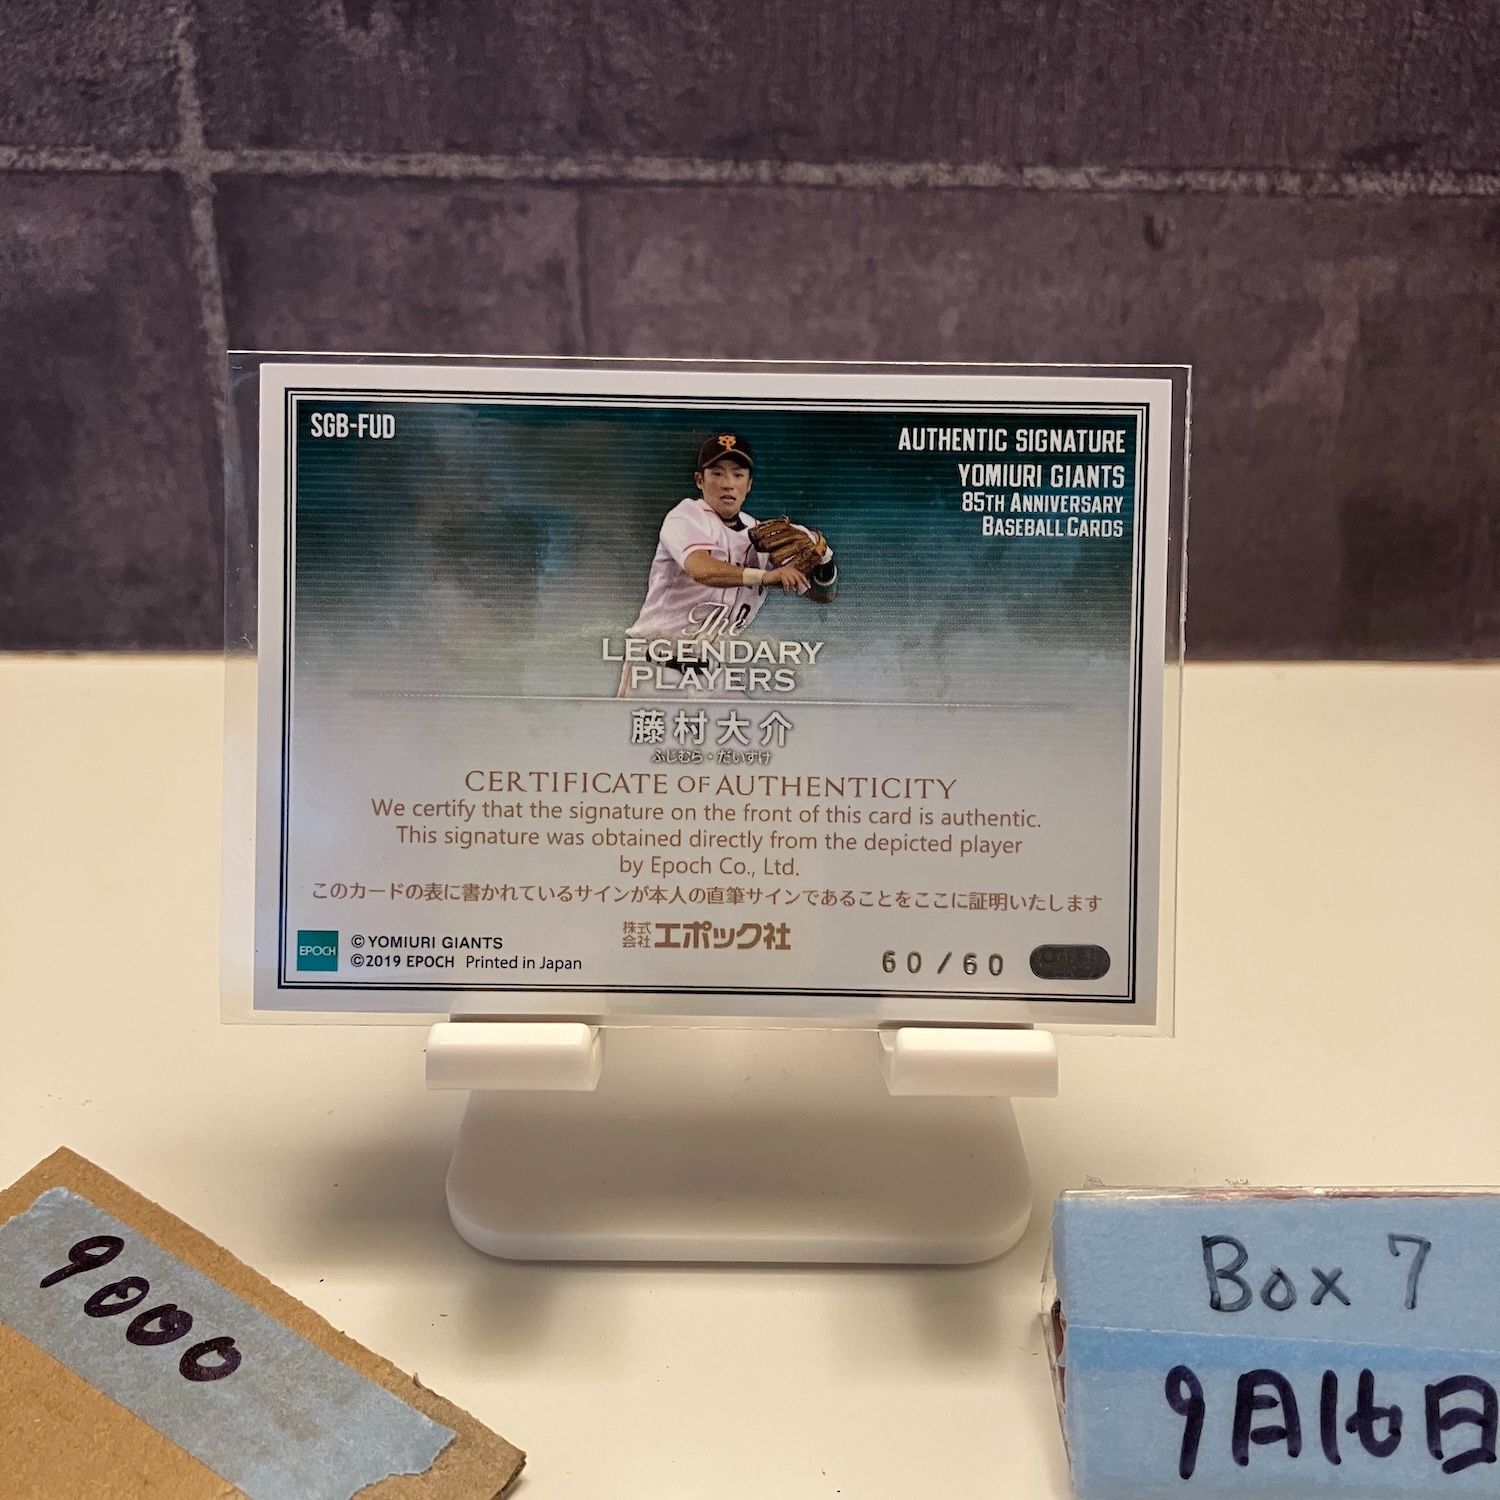 SGB-FUD
AUTHENTIC SIGNATURE
YOMIURI GIANTS
85TH ANNIVERSARY
BASEBALL CARDS
The
LEGENDARY
PLAYERS
藤村大介
ふじむら・だいすけ
CERTIFICATE OF AUTHENTICITY
We certify that the signature on the front of this card is authentic.
This signature was obtained directly from the depicted player
by Epoch Co., Ltd.
このカードの表に書かれているサインが本人の直筆サインであることをここに証明いたします
株式会社エポック社
EPOCH
©YOMIURI GIANTS
©2019 EPOCH Printed in Japan
60/60
9000
Box 7
9月16日